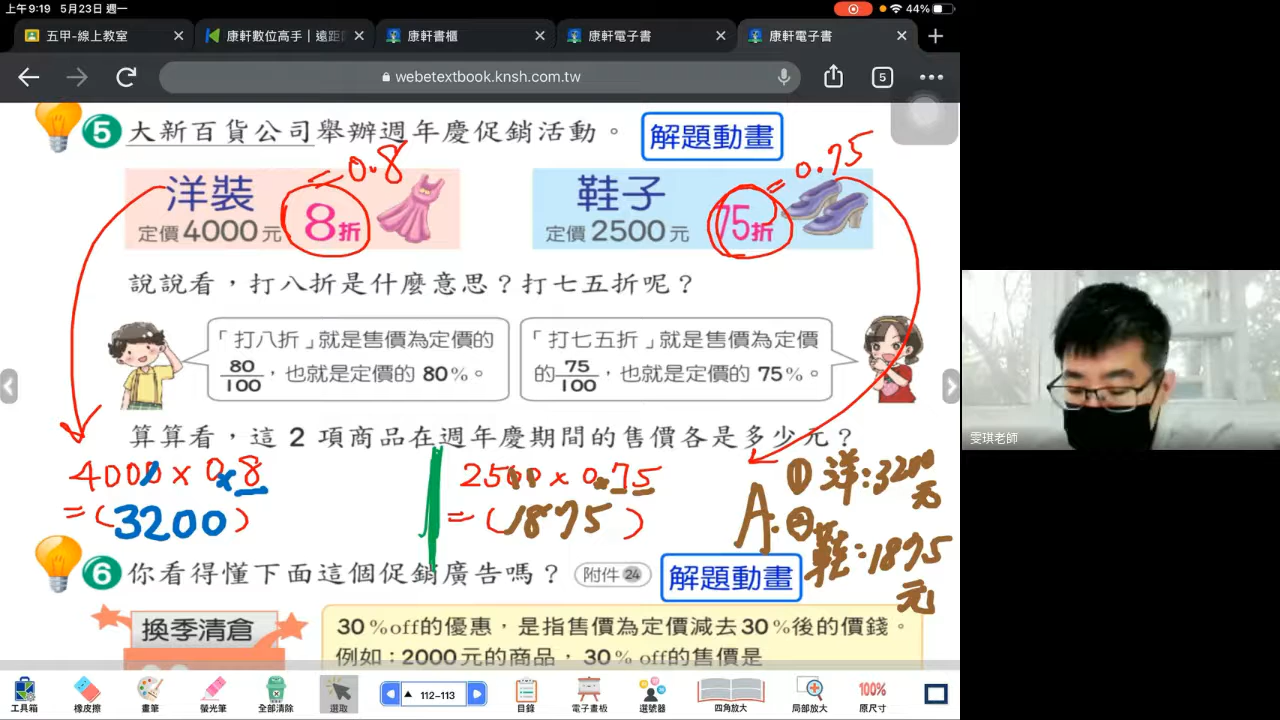 上午9:19 5月23日 週一
44%
五甲-線上教室
康軒數位高手 | 遠距
康軒書櫃
康軒電子書
康軒電子書
webetextbook.knsh.com.tw
5
5 大新百貨公司舉辦週年慶促銷活動。 解題動畫
= 0.8
= 0.75
洋裝
定價4000元 8折
鞋子
定價2500元 75折
說說看,打八折是什麼意思?打七五折呢?
「打八折」就是售價為定價的
80/100,也就是定價的80%。
「打七五折」就是售價為定價
的75/100,也就是定價的75%。
算算看,這2項商品在週年慶期間的售價各是多少元?
4000 × 0.8
= (3200)
2500 × 0.75
= (1875)
A: ① 洋:3200元
② 鞋:1875元
雯琪老師
6 你看得懂下面這個促銷廣告嗎? 附件24 解題動畫
換季清倉
30%off的優惠,是指售價為定價減去30%後的價錢。
例如:2000元的商品,30% off的售價是
112-113
100%
工具箱 橡皮擦 畫筆 螢光筆 全部清除 選取 目錄 電子畫板 選號器 四角放大 局部放大 原尺寸